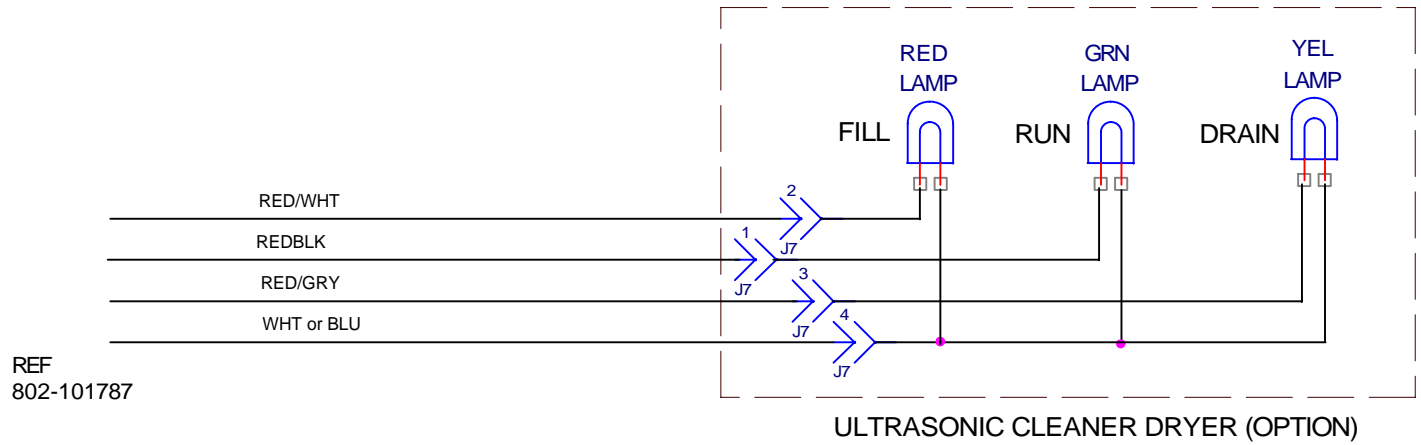 RED
LAMP
GRN
LAMP
YEL
LAMP
FILL
RUN
DRAIN
RED/WHT
2
J7
REDBLK
1
J7
RED/GRY
3
J7
WHT or BLU
4
J7
REF
802-101787
ULTRASONIC CLEANER DRYER (OPTION)